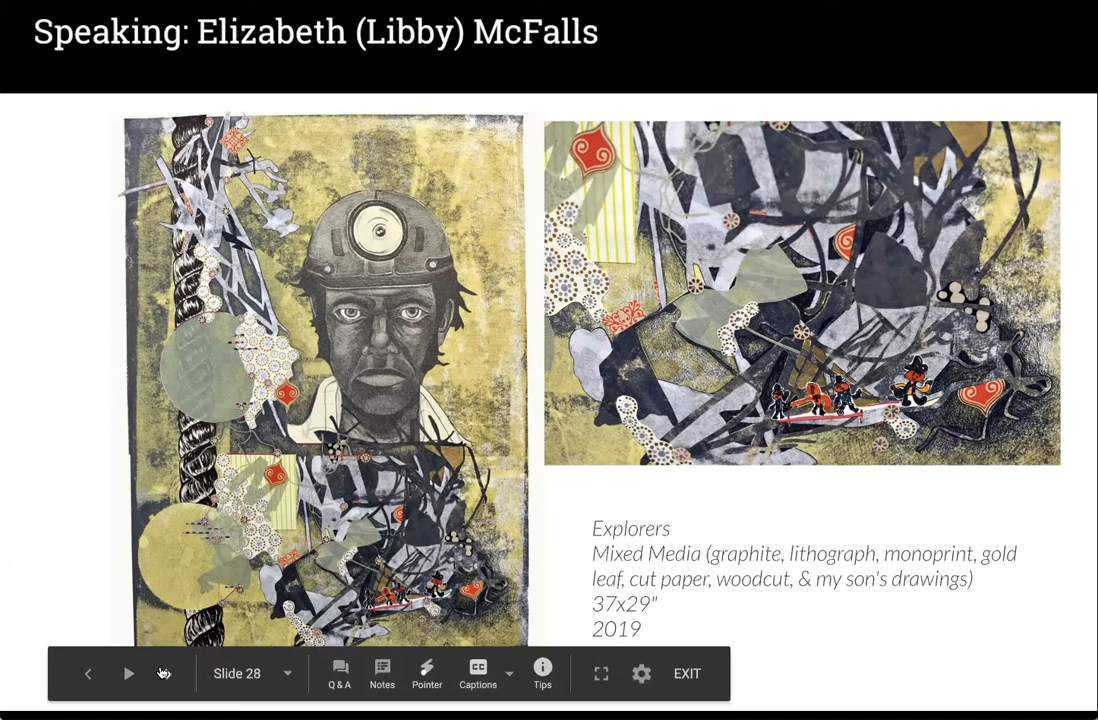 Speaking: Elizabeth (Libby) McFalls
Explorers
Mixed Media (graphite, lithograph, monoprint, gold
leaf, cut paper, woodcut, & my son's drawings)
37x29"
2019
Slide 28
Q & A
Notes
Pointer
CC
Captions
Tips
EXIT